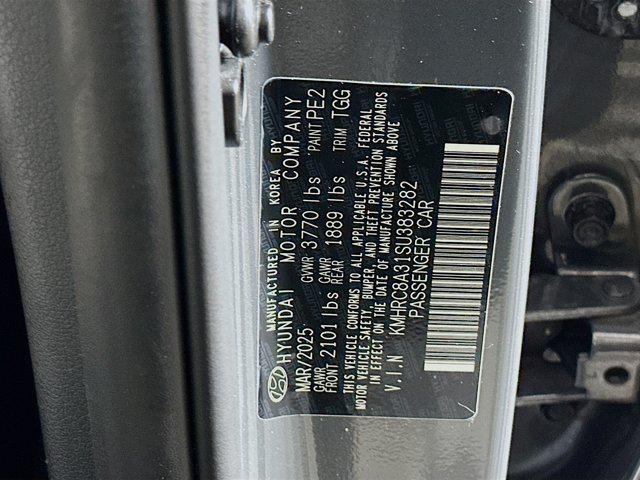 MANUFACTURED IN KOREA BY
HYUNDAI MOTOR COMPANY
MAR/2025 GVWR 3770 lbs PAINT PE2
GAWR FRONT 2101 lbs GAWR REAR 1889 lbs TRIM TGG
THIS VEHICLE CONFORMS TO ALL APPLICABLE U.S.A. FEDERAL
MOTOR VEHICLE SAFETY, BUMPER, AND THEFT PREVENTION STANDARDS
IN EFFECT ON THE DATE OF MANUFACTURE SHOWN ABOVE
V.I.N KMHRC8A31SU383282
PASSENGER CAR